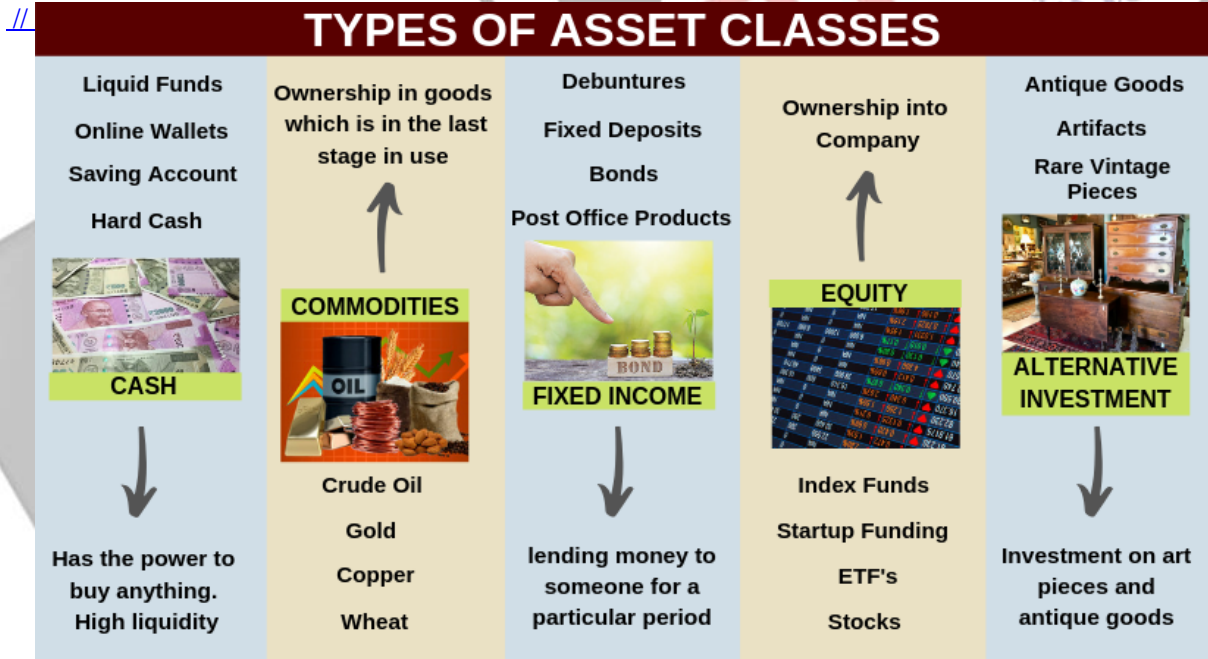 //
TYPES OF ASSET CLASSES
Liquid Funds
Online Wallets
Saving Account
Hard Cash
CASH
Has the power to
buy anything.
High liquidity
Ownership in goods
which is in the last
stage in use
COMMODITIES
OIL
Crude Oil
Gold
Copper
Wheat
Debuntures
Fixed Deposits
Bonds
Post Office Products
BOND
FIXED INCOME
lending money to
someone for a
particular period
Ownership into
Company
EQUITY
Index Funds
Startup Funding
ETF's
Stocks
Antique Goods
Artifacts
Rare Vintage
Pieces
ALTERNATIVE
INVESTMENT
Investment on art
pieces and
antique goods